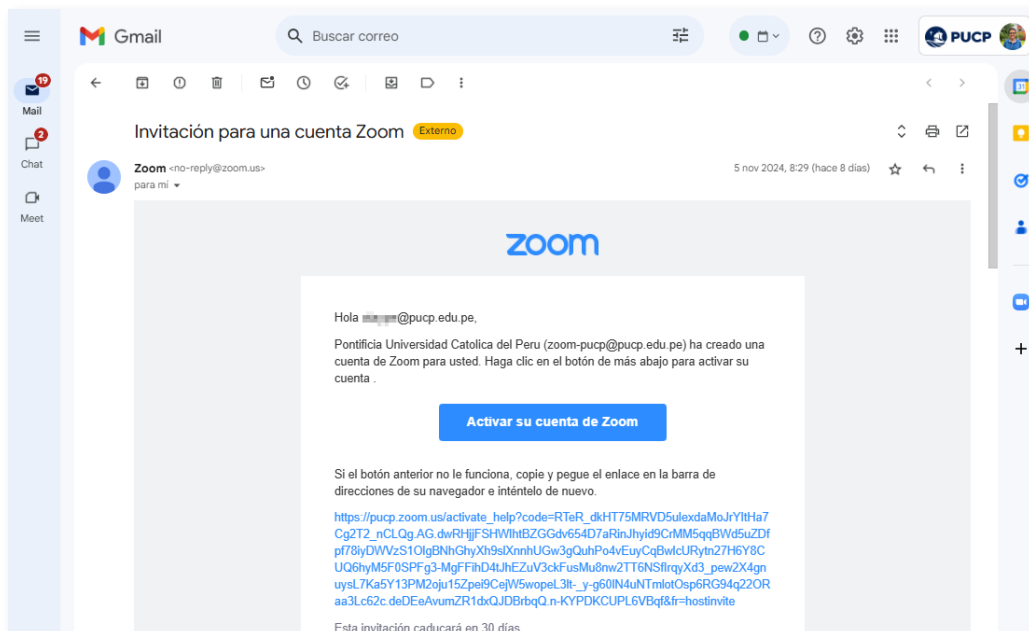 Gmail
Buscar correo
PUCP
19
Mail
31
Invitación para una cuenta Zoom Externo
2
Chat
Zoom <no-reply@zoom.us> 5 nov 2024, 8:29 (hace 8 días)
para mí
Meet
zoom
Hola @pucp.edu.pe,
Pontificia Universidad Catolica del Peru (zoom-pucp@pucp.edu.pe) ha creado una
cuenta de Zoom para usted. Haga clic en el botón de más abajo para activar su
cuenta .
Activar su cuenta de Zoom
Si el botón anterior no le funciona, copie y pegue el enlace en la barra de
direcciones de su navegador e inténtelo de nuevo.
https://pucp.zoom.us/activate_help?code=RTeR_dkHT75MRVD5ulexdaMoJrYltHa7
Cg2T2_nCLQg.AG.dwRHjjFSHWlhtBZGGdv654D7aRinJhyid9CrMM5qqBWd5uZDf
pf78iyDWVzS1OIgBNhGhyXh9slXnnhUGw3gQuhPo4vEuyCqBwlcURytn27H6Y8C
UQ6hyM5F0SPFg3-MgFFihD4tJhEZuV3ckFusMu8nw2TT6NSflrqyXd3_pew2X4gn
uysL7Ka5Y13PM2oju15Zpei9CejW5wopeL3lt-_y-g60lN4uNTmlotOsp6RG94q22OR
aa3Lc62c.deDEeAvumZR1dxQJDBrbqQ.n-KYPDKCUPL6VBqf&fr=hostinvite
Esta invitación caducará en 30 días.